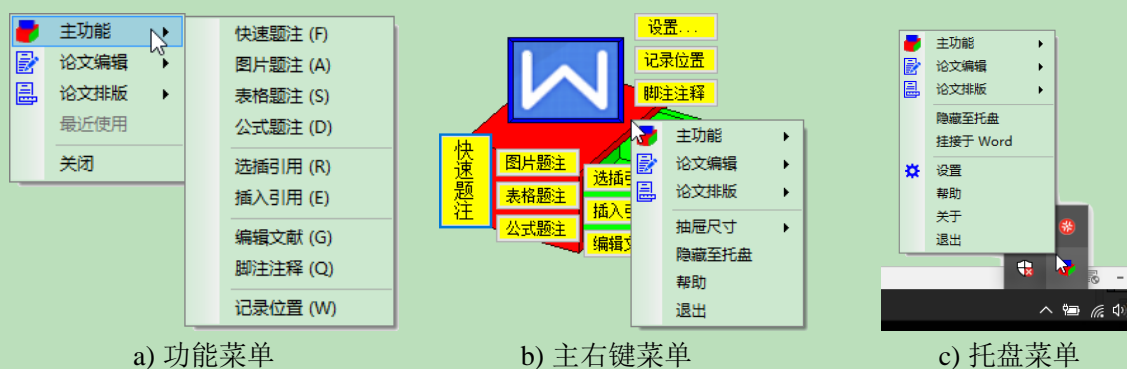 主功能
论文编辑
论文排版
最近使用
关闭
快速题注 (F)
图片题注 (A)
表格题注 (S)
公式题注 (D)
选插引用 (R)
插入引用 (E)
编辑文献 (G)
脚注注释 (Q)
记录位置 (W)
a) 功能菜单
设置...
记录位置
脚注注释
快速题注
图片题注
表格题注
公式题注
选插
插入
编辑
主功能
论文编辑
论文排版
抽屉尺寸
隐藏至托盘
帮助
退出
b) 主右键菜单
主功能
论文编辑
论文排版
隐藏至托盘
挂接于 Word
设置
帮助
关于
退出
c) 托盘菜单